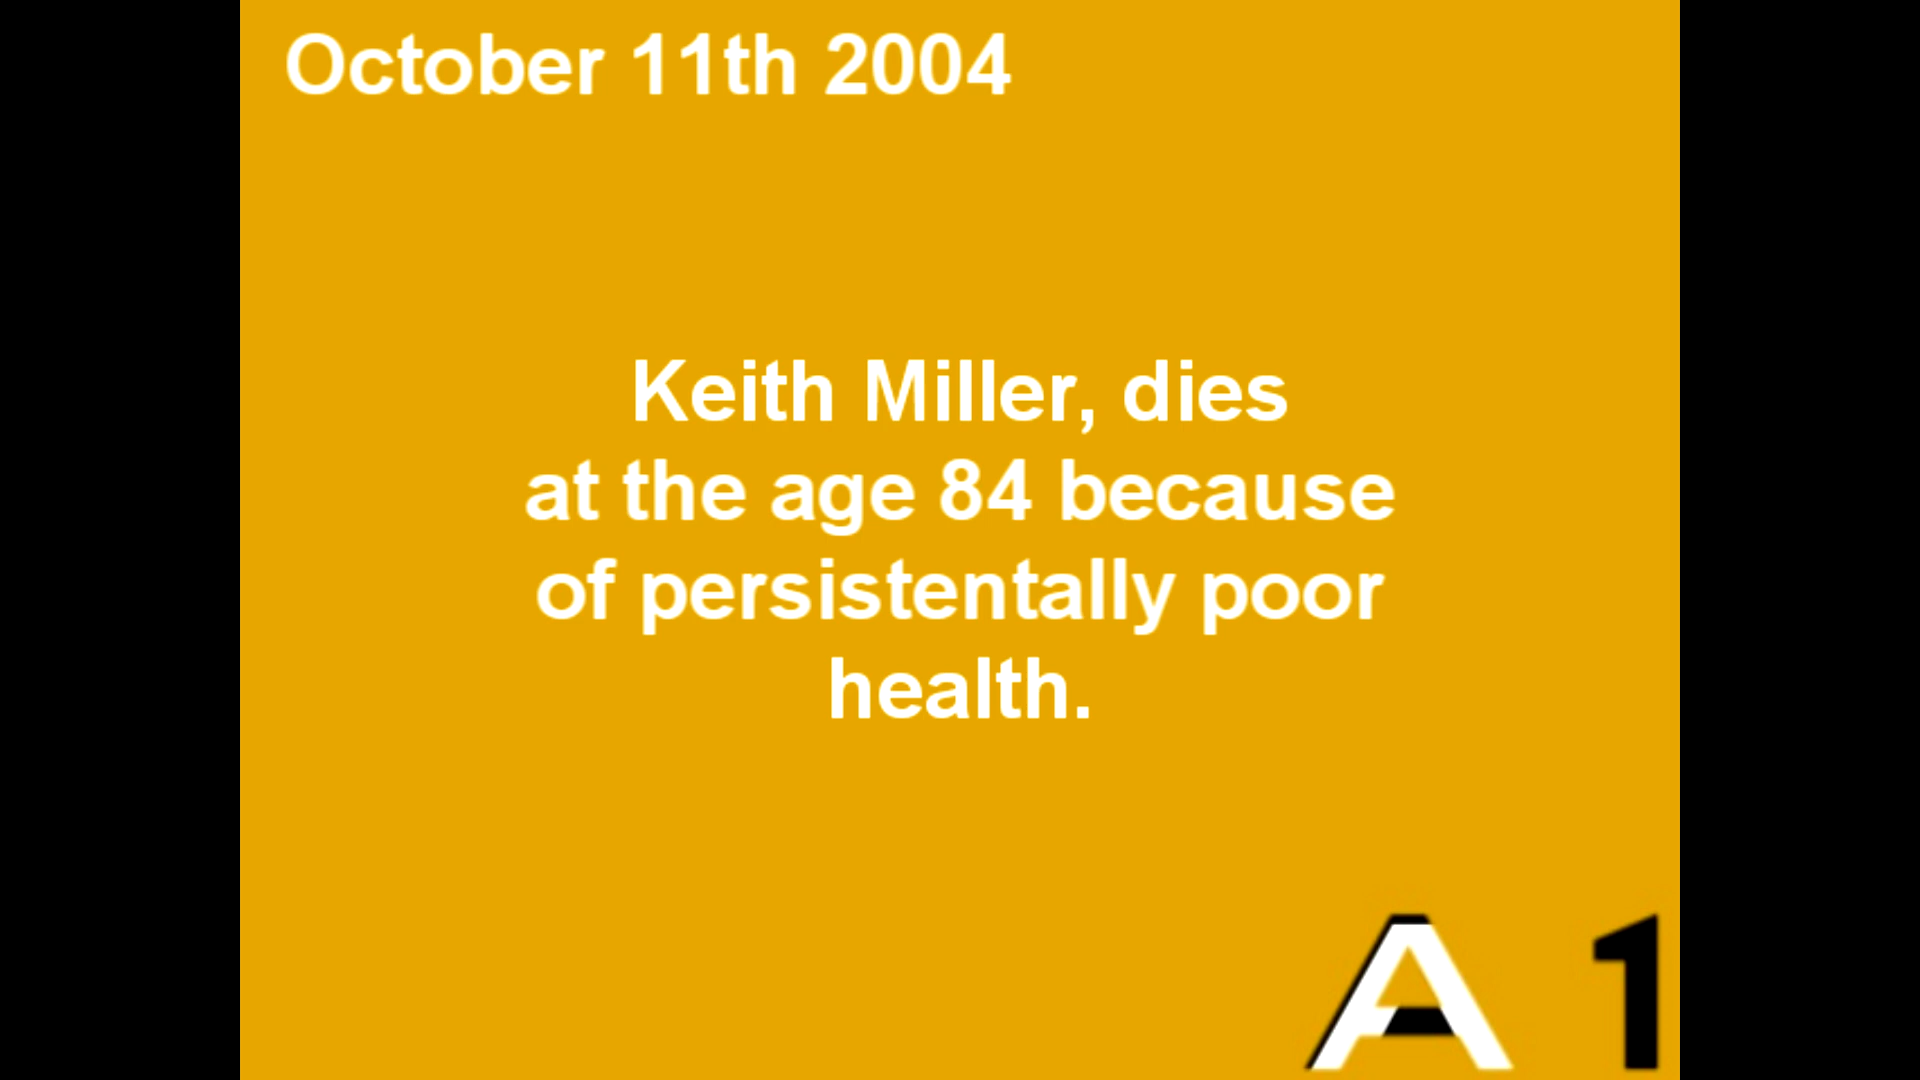 October 11th 2004
Keith Miller, dies
at the age 84 because
of persistentally poor
health.
A 1